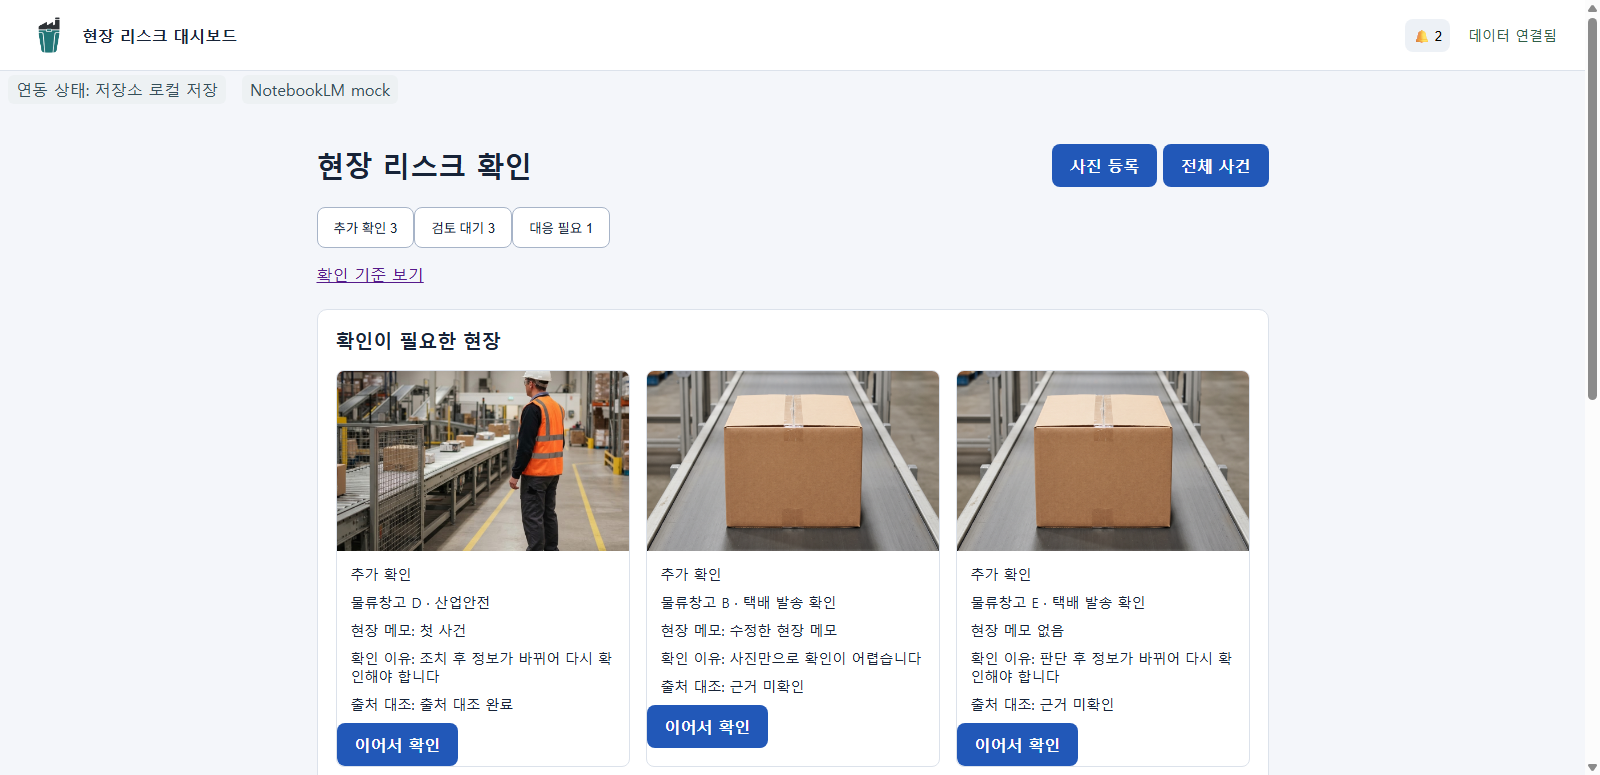 현장 리스크 대시보드
2
데이터 연결됨
연동 상태: 저장소 로컬 저장
NotebookLM mock
현장 리스크 확인
사진 등록
전체 사건
추가 확인 3
검토 대기 3
대응 필요 1
확인 기준 보기
확인이 필요한 현장
추가 확인
물류창고 D · 산업안전
현장 메모: 첫 사건
확인 이유: 조치 후 정보가 바뀌어 다시 확
인해야 합니다
출처 대조: 출처 대조 완료
이어서 확인
추가 확인
물류창고 B · 택배 발송 확인
현장 메모: 수정한 현장 메모
확인 이유: 사진만으로 확인이 어렵습니다
출처 대조: 근거 미확인
이어서 확인
추가 확인
물류창고 E · 택배 발송 확인
현장 메모 없음
확인 이유: 판단 후 정보가 바뀌어 다시 확
인해야 합니다
출처 대조: 근거 미확인
이어서 확인